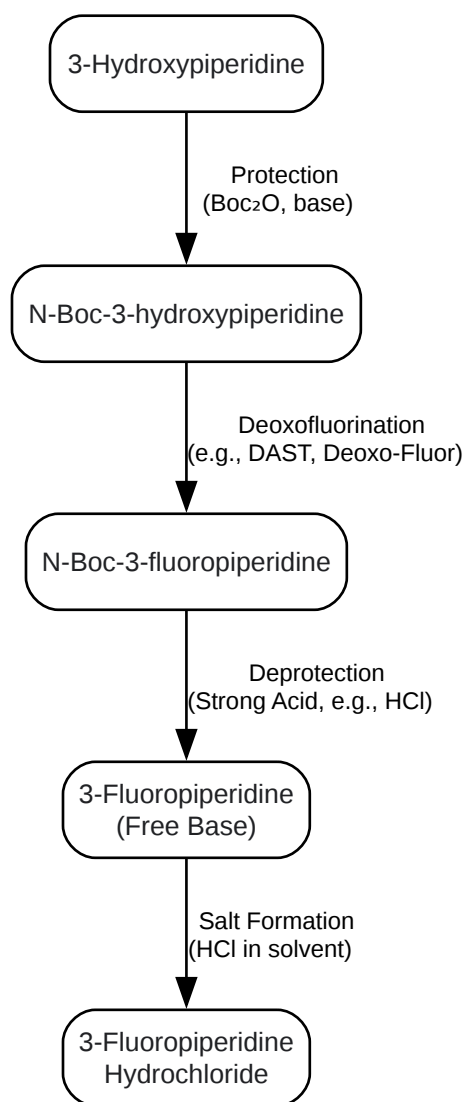 3-Hydroxypiperidine
Protection
(Boc₂O, base)
N-Boc-3-hydroxypiperidine
Deoxofluorination
(e.g., DAST, Deoxo-Fluor)
N-Boc-3-fluoropiperidine
Deprotection
(Strong Acid, e.g., HCl)
3-Fluoropiperidine
(Free Base)
Salt Formation
(HCl in solvent)
3-Fluoropiperidine
Hydrochloride